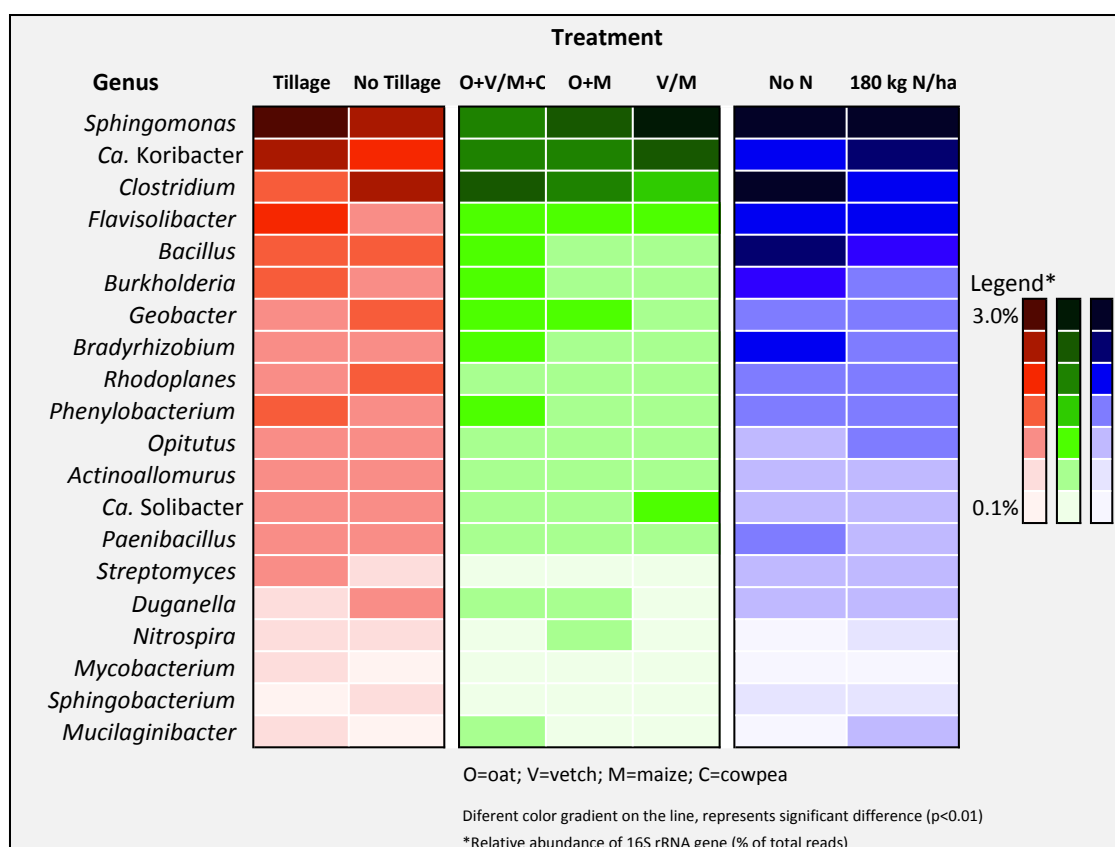 Treatment
Genus Tillage No Tillage O+V/M+C O+M V/M No N 180 kg N/ha
Sphingomonas
Ca. Koribacter
Clostridium
Flavisolibacter
Bacillus
Burkholderia
Legend*
Geobacter
3.0%
Bradyrhizobium
Rhodoplanes
Phenylobacterium
Opitutus
Actinoallomurus
Ca. Solibacter
0.1%
Paenibacillus
Streptomyces
Duganella
Nitrospira
Mycobacterium
Sphingobacterium
Mucilaginibacter
O=oat; V=vetch; M=maize; C=cowpea
Diferent color gradient on the line, represents significant difference (p<0.01)
*Relative abundance of 16S rRNA gene (% of total reads)